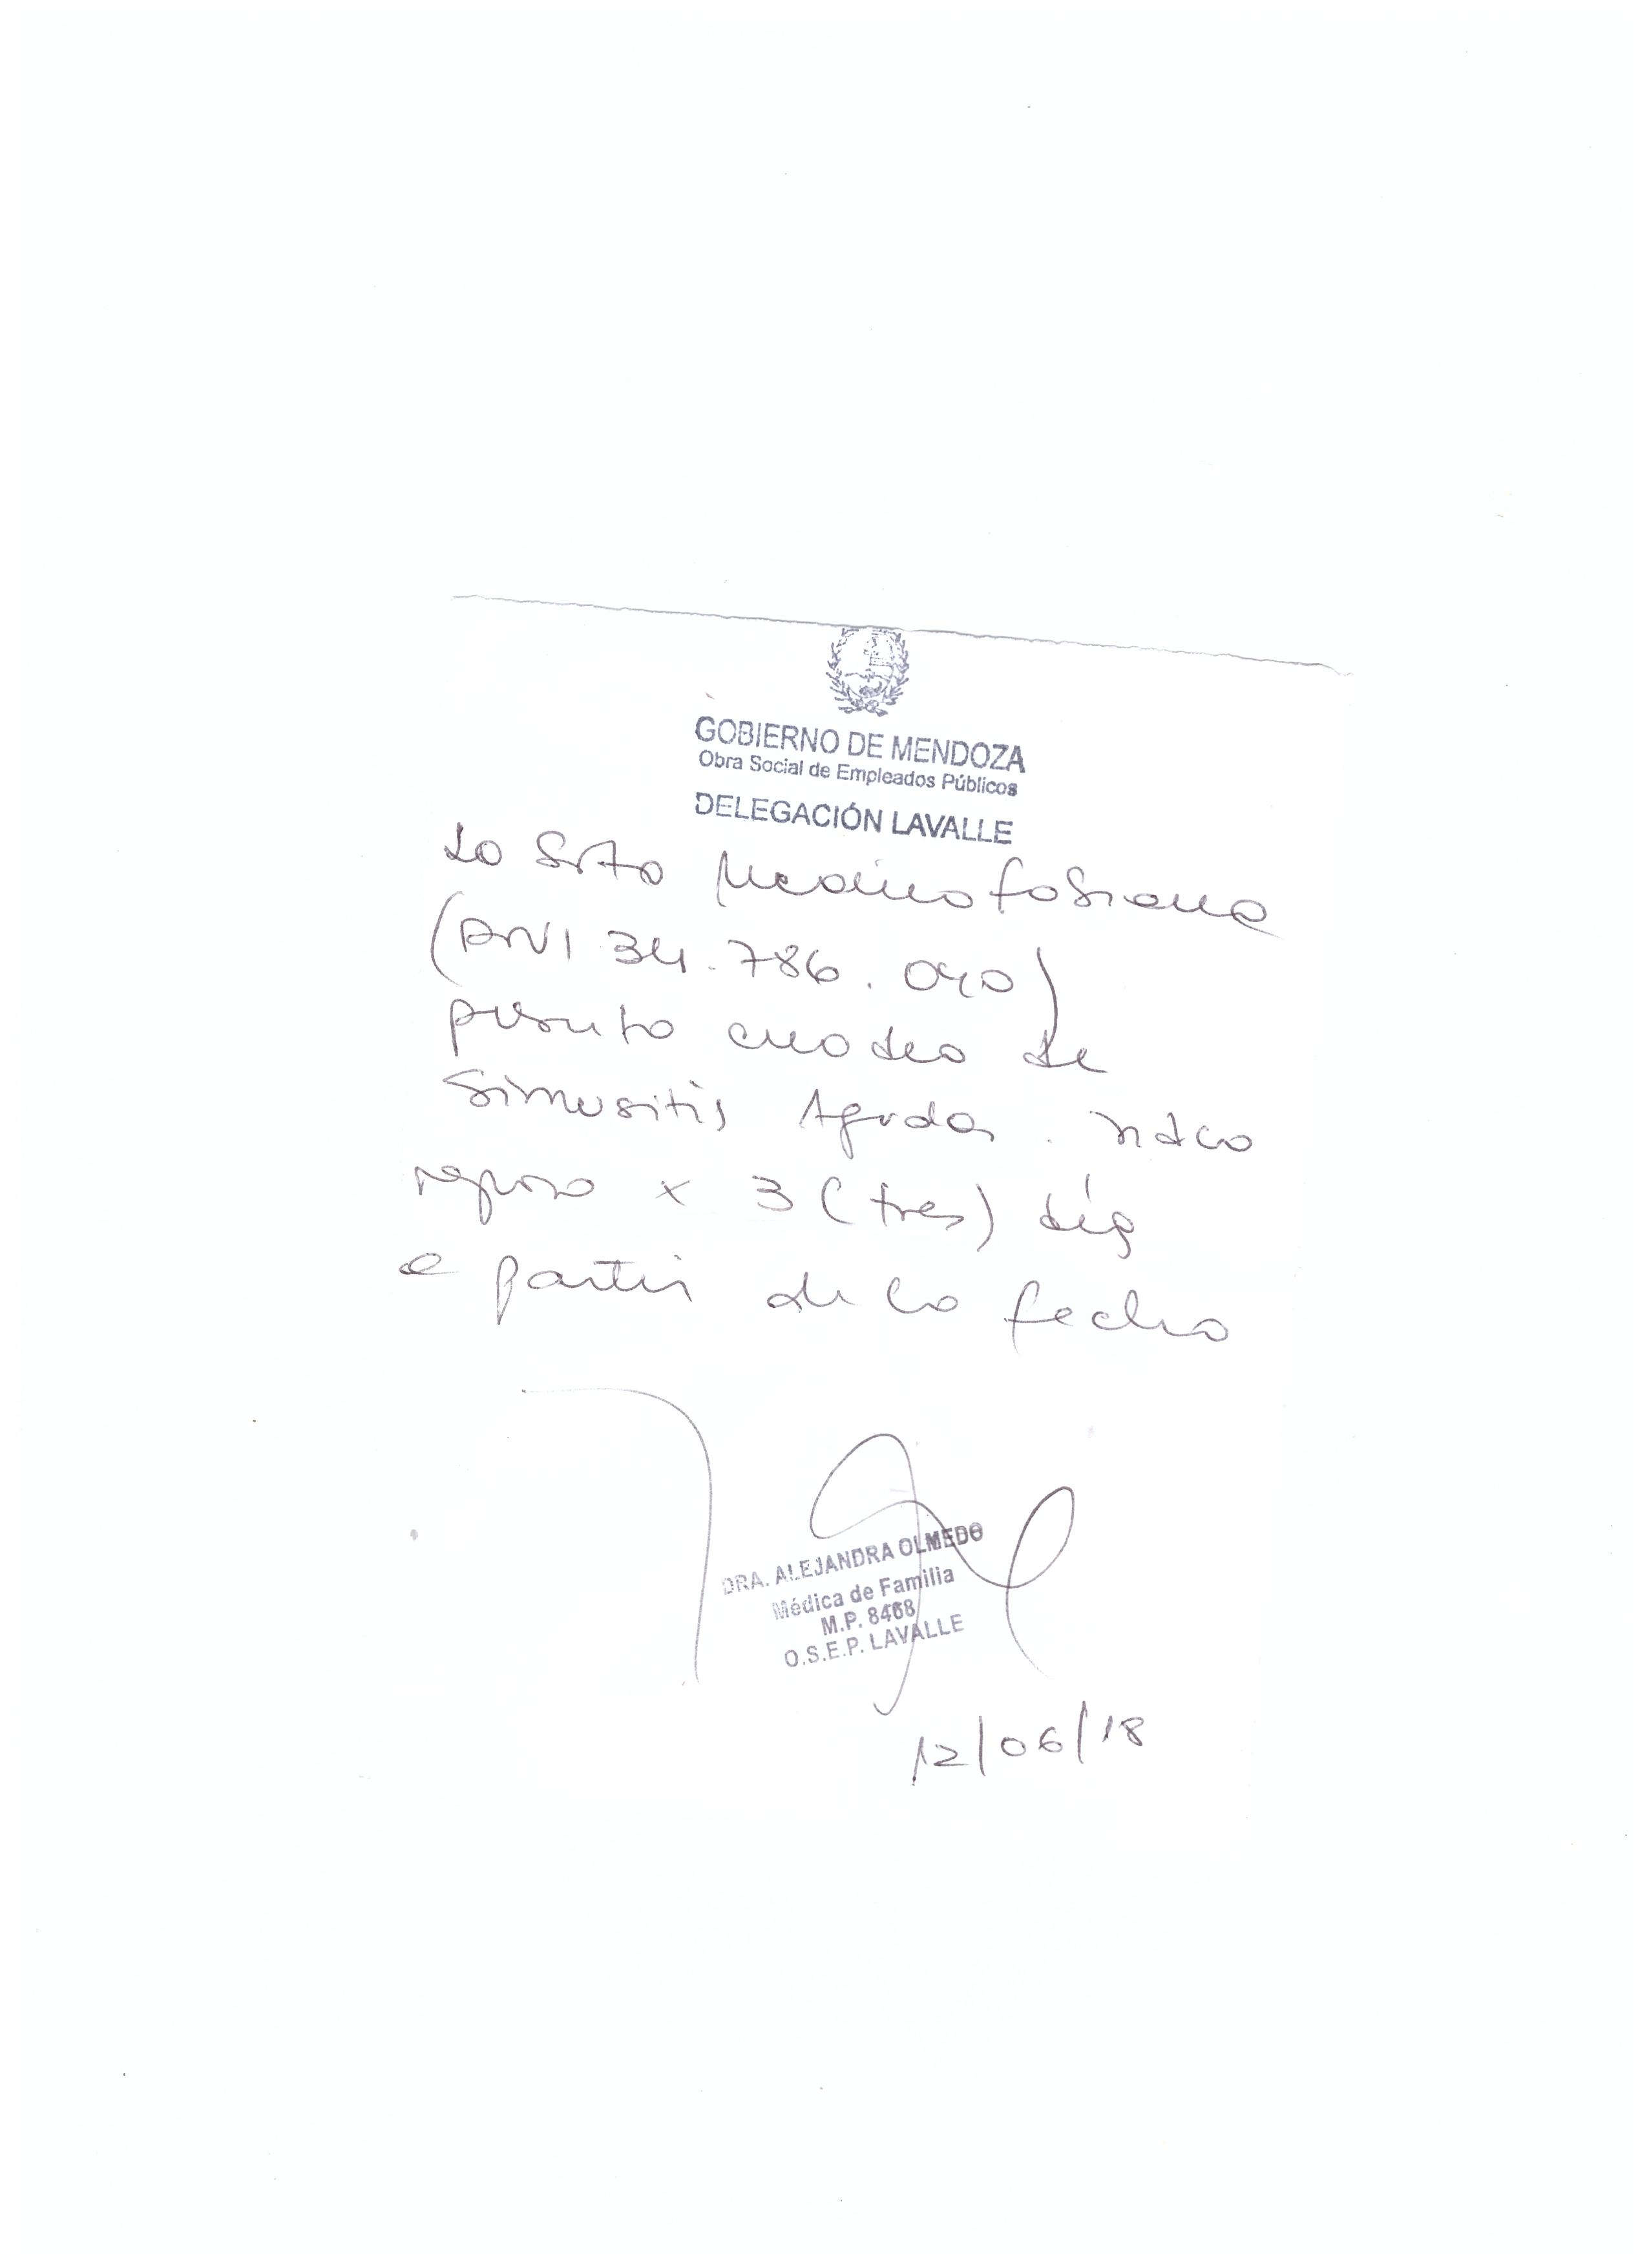 GOBIERNO DE MENDOZA
Obra Social de Empleados Públicos
DELEGACIÓN LAVALLE
La Srta Medina Fabiana
(DNI 34.786.040)
presenta cuadro de
Sinusitis Aguda. Indico
reposo x 3 (tres) días
a partir de la fecha
DRA. ALEJANDRA OLMEDO
Médica de Familia
M.P. 8468
O.S.E.P. LAVALLE
12/06/18